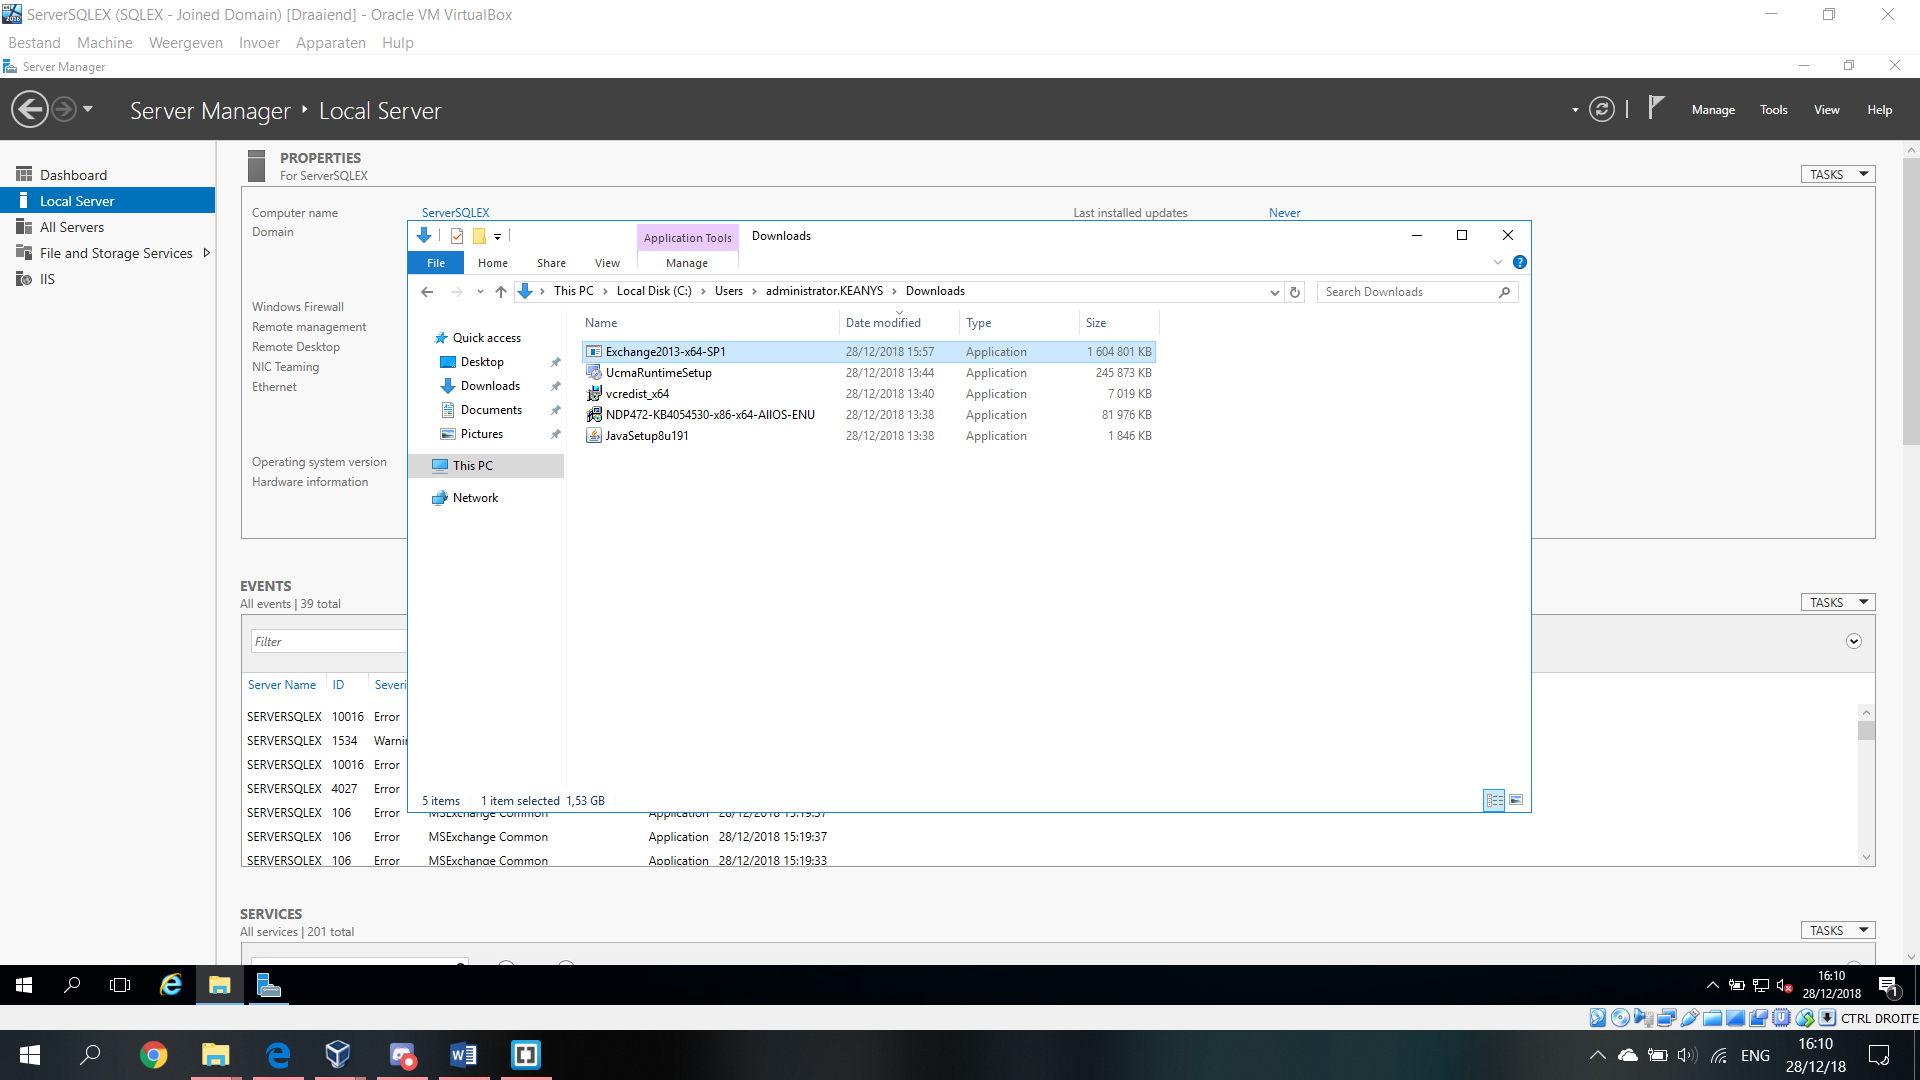 ServerSQLEX (SQLEX - Joined Domain) [Draaiend] - Oracle VM VirtualBox
Bestand Machine Weergeven Invoer Apparaten Hulp
Server Manager
Server Manager Local Server
Manage Tools View Help
Dashboard
Local Server
All Servers
File and Storage Services
IIS
PROPERTIES
For ServerSQLEX
TASKS
Computer name ServerSQLEX
Domain
Last installed updates Never
Windows Firewall
Remote management
Remote Desktop
NIC Teaming
Ethernet
Operating system version
Hardware information
Application Tools Downloads
File Home Share View Manage
This PC Local Disk (C:) Users administrator.KEANYS Downloads
Search Downloads
Quick access
Desktop
Downloads
Documents
Pictures
This PC
Network
Name Date modified Type Size
Exchange2013-x64-SP1 28/12/2018 15:57 Application 1 604 801 KB
UcmaRuntimeSetup 28/12/2018 13:44 Application 245 873 KB
vcredist_x64 28/12/2018 13:40 Application 7 019 KB
NDP472-KB4054530-x86-x64-AllOS-ENU 28/12/2018 13:38 Application 81 976 KB
JavaSetup8u191 28/12/2018 13:38 Application 1 846 KB
5 items 1 item selected 1,53 GB
EVENTS
All events | 39 total
TASKS
Filter
Server Name ID Severi
SERVERSQLEX 10016 Error
SERVERSQLEX 1534 Warnin
SERVERSQLEX 10016 Error
SERVERSQLEX 4027 Error
SERVERSQLEX 106 Error MSExchange Common Application 28/12/2018 15:19:37
SERVERSQLEX 106 Error MSExchange Common Application 28/12/2018 15:19:37
SERVERSQLEX 106 Error MSExchange Common Application 28/12/2018 15:19:33
SERVICES
All services | 201 total
TASKS
16:10
28/12/2018
1
CTRL DROITE
ENG
16:10
28/12/18